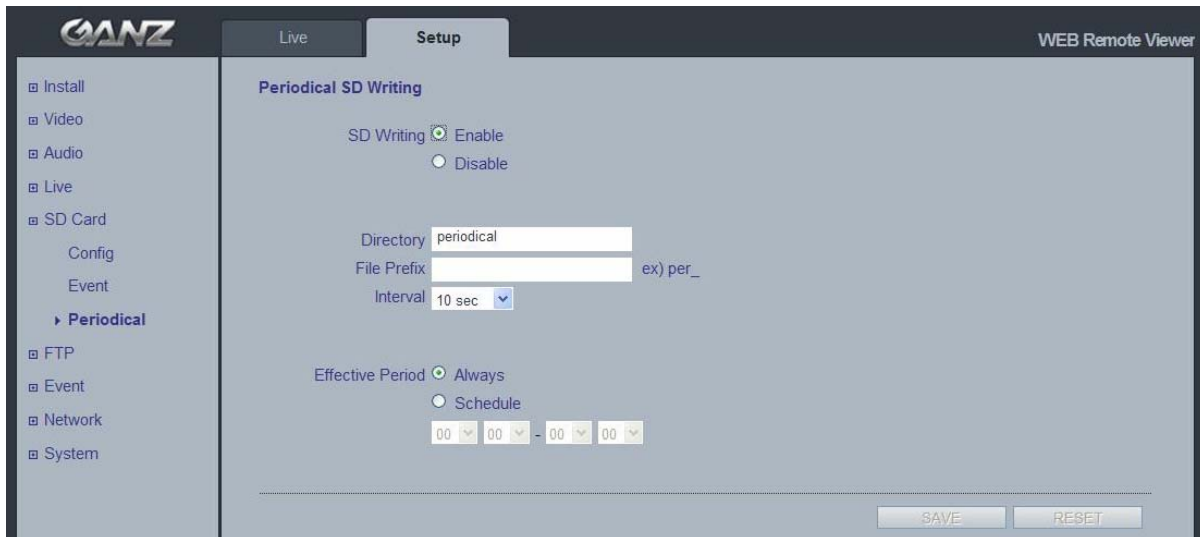 GANZ
Live
Setup
WEB Remote Viewer
Install
Video
Audio
Live
SD Card
Config
Event
Periodical
FTP
Event
Network
System
Periodical SD Writing
SD Writing Enable
Disable
Directory periodical
File Prefix ex) per_
Interval 10 sec
Effective Period Always
Schedule
00 00 - 00 00
SAVE RESET